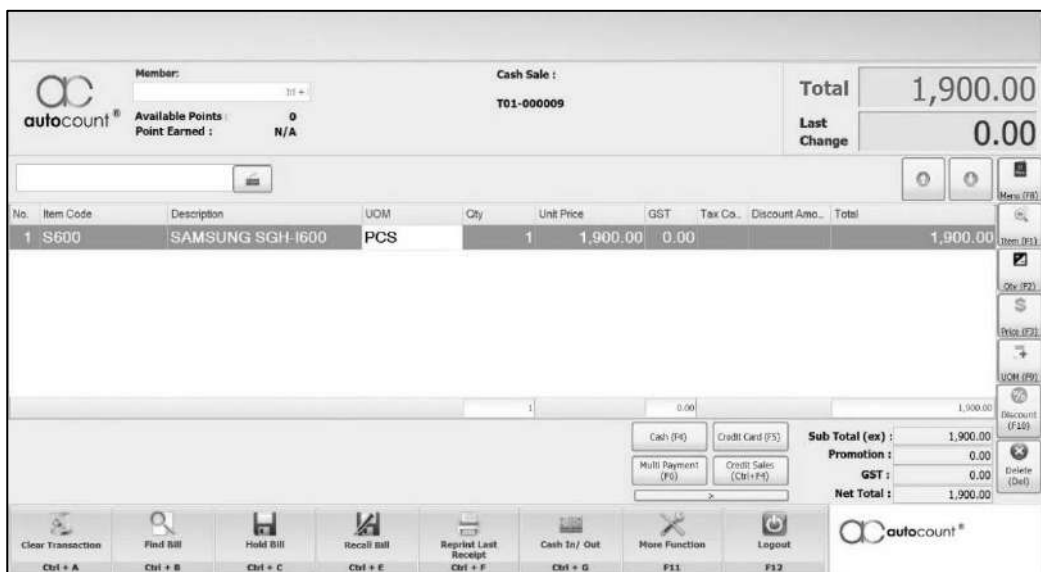 Member:
Cash Sale :
Total
1,900.00
autocount®
Available Points :
0
T01-000009
Point Earned :
N/A
Last
Change
0.00
Menu (F8)
No. Item Code Description UOM Qty Unit Price GST Tax Co... Discount Amo... Total
1 S600 SAMSUNG SGH-I600 PCS 1 1,900.00 0.00 1,900.00
Item (F1)
Qty (F2)
Price (F3)
UOM (F9)
1 0.00 1,900.00
Discount
(F10)
Cash (F4)
Credit Card (F5)
Sub Total (ex) : 1,900.00
Promotion : 0.00
Multi Payment
(F6)
Credit Sales
(Ctrl+F4)
GST : 0.00
Delete
(Del)
>
Net Total : 1,900.00
Clear Transaction
Find Bill
Hold Bill
Recall Bill
Reprint Last
Receipt
Cash In/ Out
More Function
Logout
autocount®
Ctrl + A
Ctrl + B
Ctrl + C
Ctrl + E
Ctrl + F
Ctrl + G
F11
F12